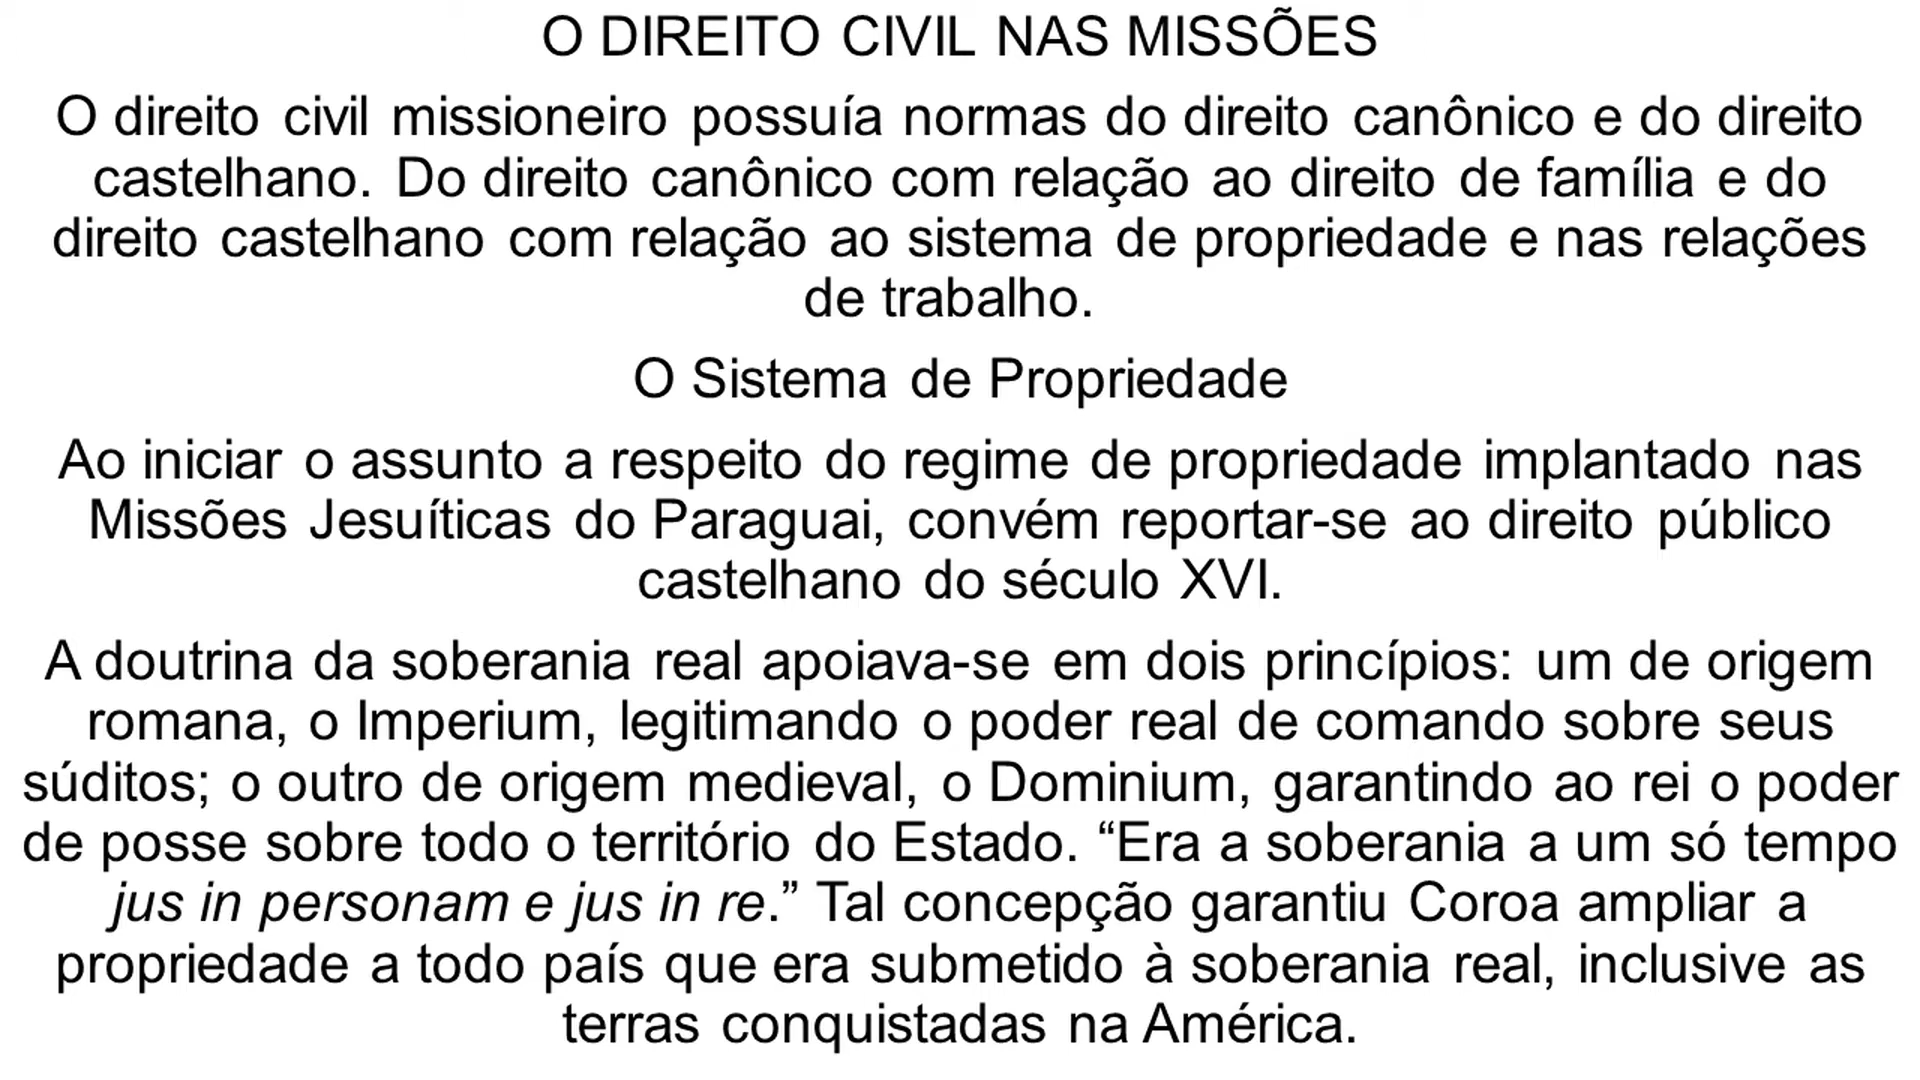 O DIREITO CIVIL NAS MISSÕES
O direito civil missioneiro possuía normas do direito canônico e do direito
castelhano. Do direito canônico com relação ao direito de família e do
direito castelhano com relação ao sistema de propriedade e nas relações
de trabalho.
O Sistema de Propriedade
Ao iniciar o assunto a respeito do regime de propriedade implantado nas
Missões Jesuíticas do Paraguai, convém reportar-se ao direito público
castelhano do século XVI.
A doutrina da soberania real apoiava-se em dois princípios: um de origem
romana, o Imperium, legitimando o poder real de comando sobre seus
súditos; o outro de origem medieval, o Dominium, garantindo ao rei o poder
de posse sobre todo o território do Estado. “Era a soberania a um só tempo
jus in personam e jus in re.” Tal concepção garantiu Coroa ampliar a
propriedade a todo país que era submetido à soberania real, inclusive as
terras conquistadas na América.